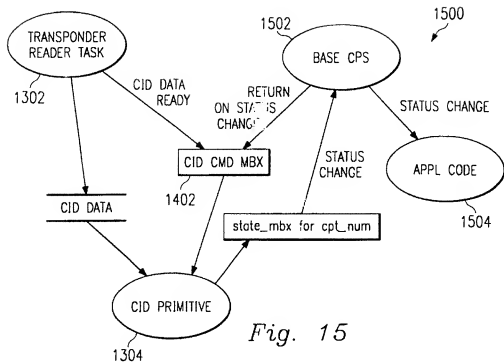 1500
1502
TRANSPONDER
READER TASK
1302
BASE CPS
CID DATA
READY
RETURN
ON STATUS
CHANGE
STATUS CHANGE
CID CMD MBX
1402
STATUS
CHANGE
APPL CODE
1504
CID DATA
state_mbx for cpt_num
CID PRIMITIVE
1304
Fig. 15